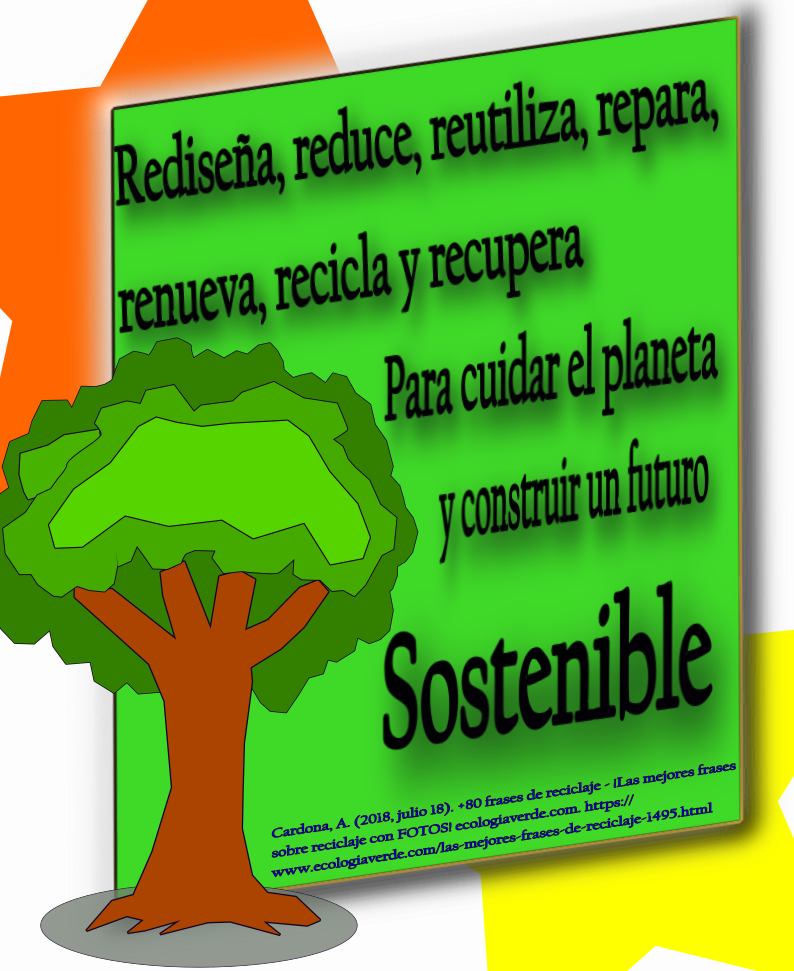 Rediseña, reduce, reutiliza, repara,
renueva, recicla y recupera
Para cuidar el planeta
y construir un futuro
Sostenible
Cardona, A. (2018, julio 18). +80 frases de reciclaje - ¡Las mejores frases
sobre reciclaje con FOTOS! ecologiaverde.com. https://
www.ecologiaverde.com/las-mejores-frases-de-reciclaje-1495.html